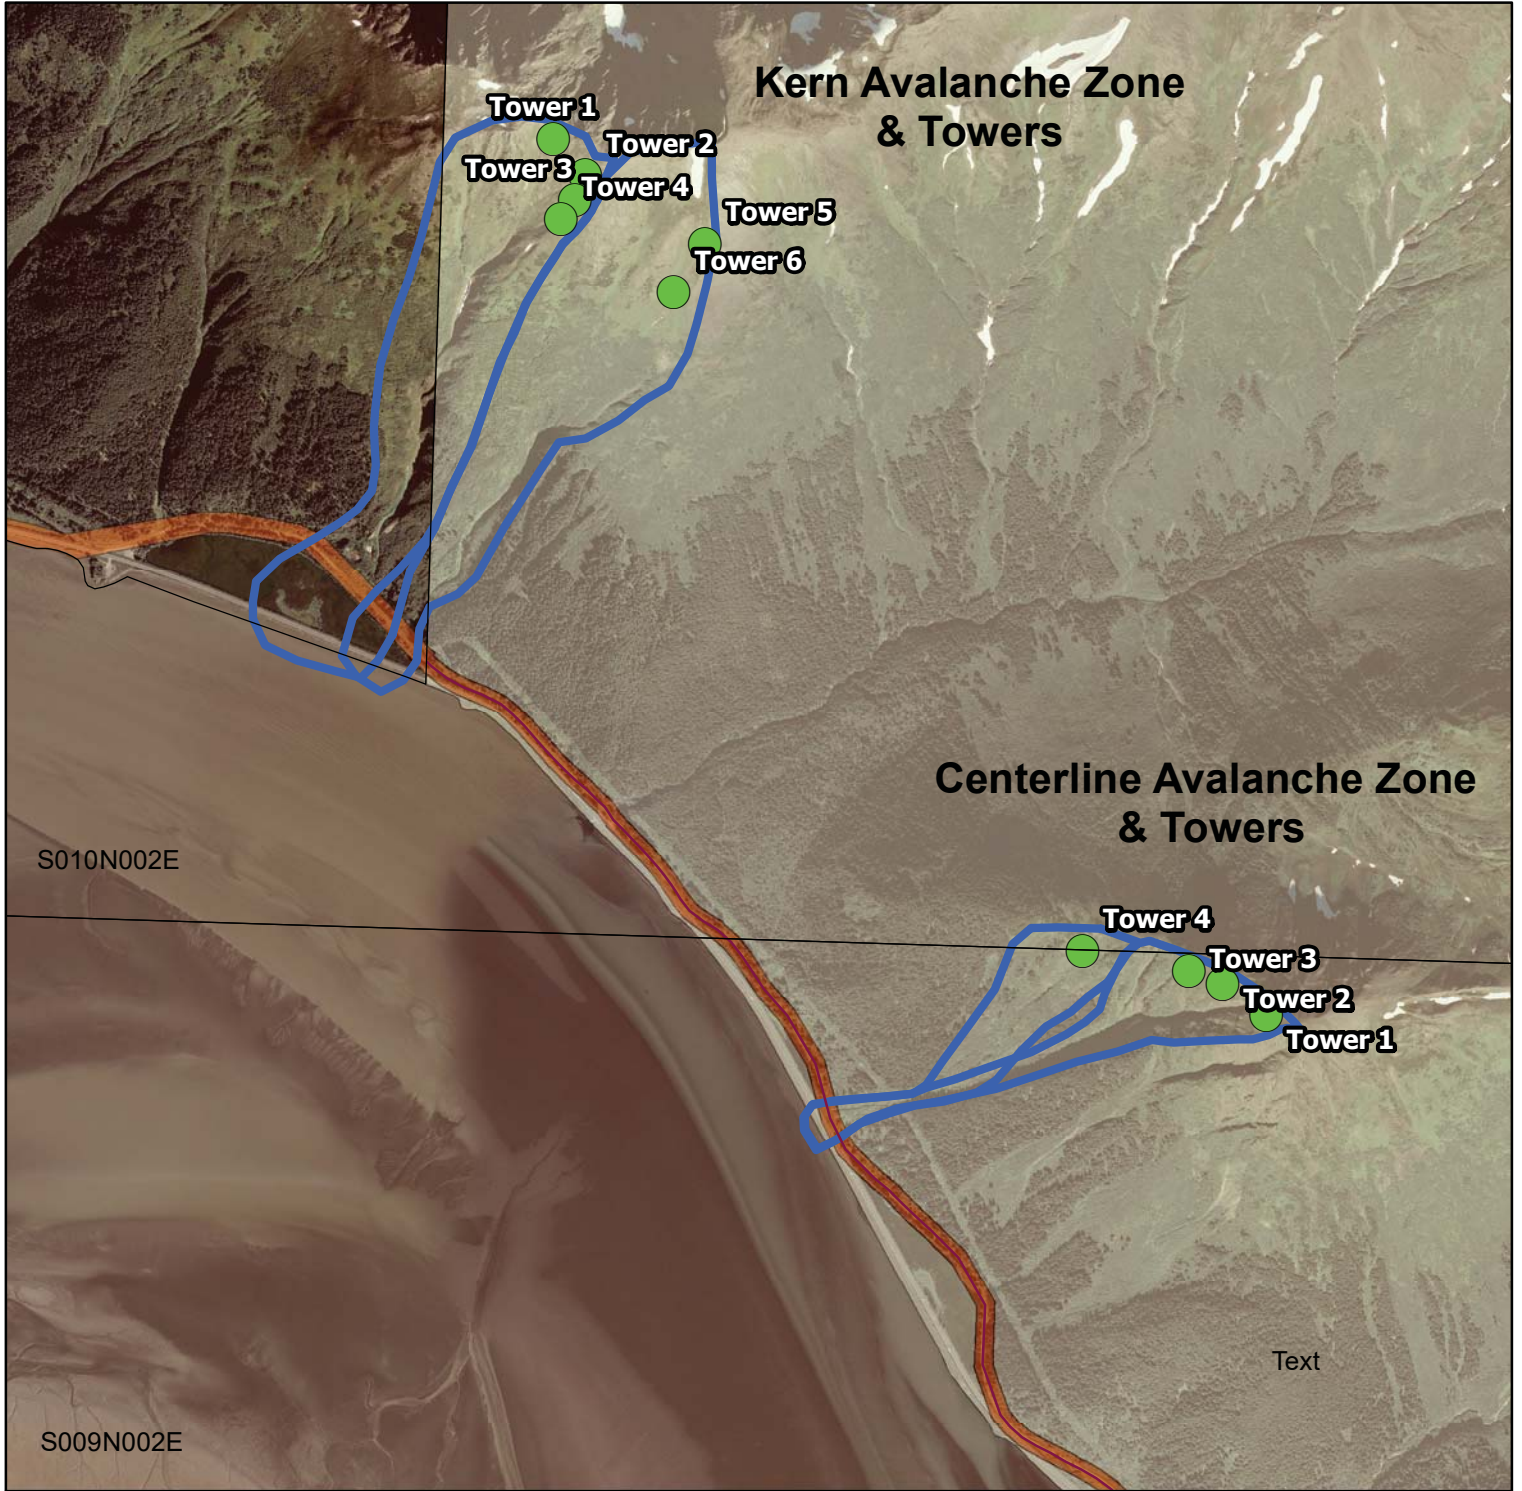 Kern Avalanche Zone
& Towers
Tower 1
Tower 2
Tower 3
Tower 4
Tower 5
Tower 6
Centerline Avalanche Zone
& Towers
S010N002E
Tower 4
Tower 3
Tower 2
Tower 1
Text
S009N002E